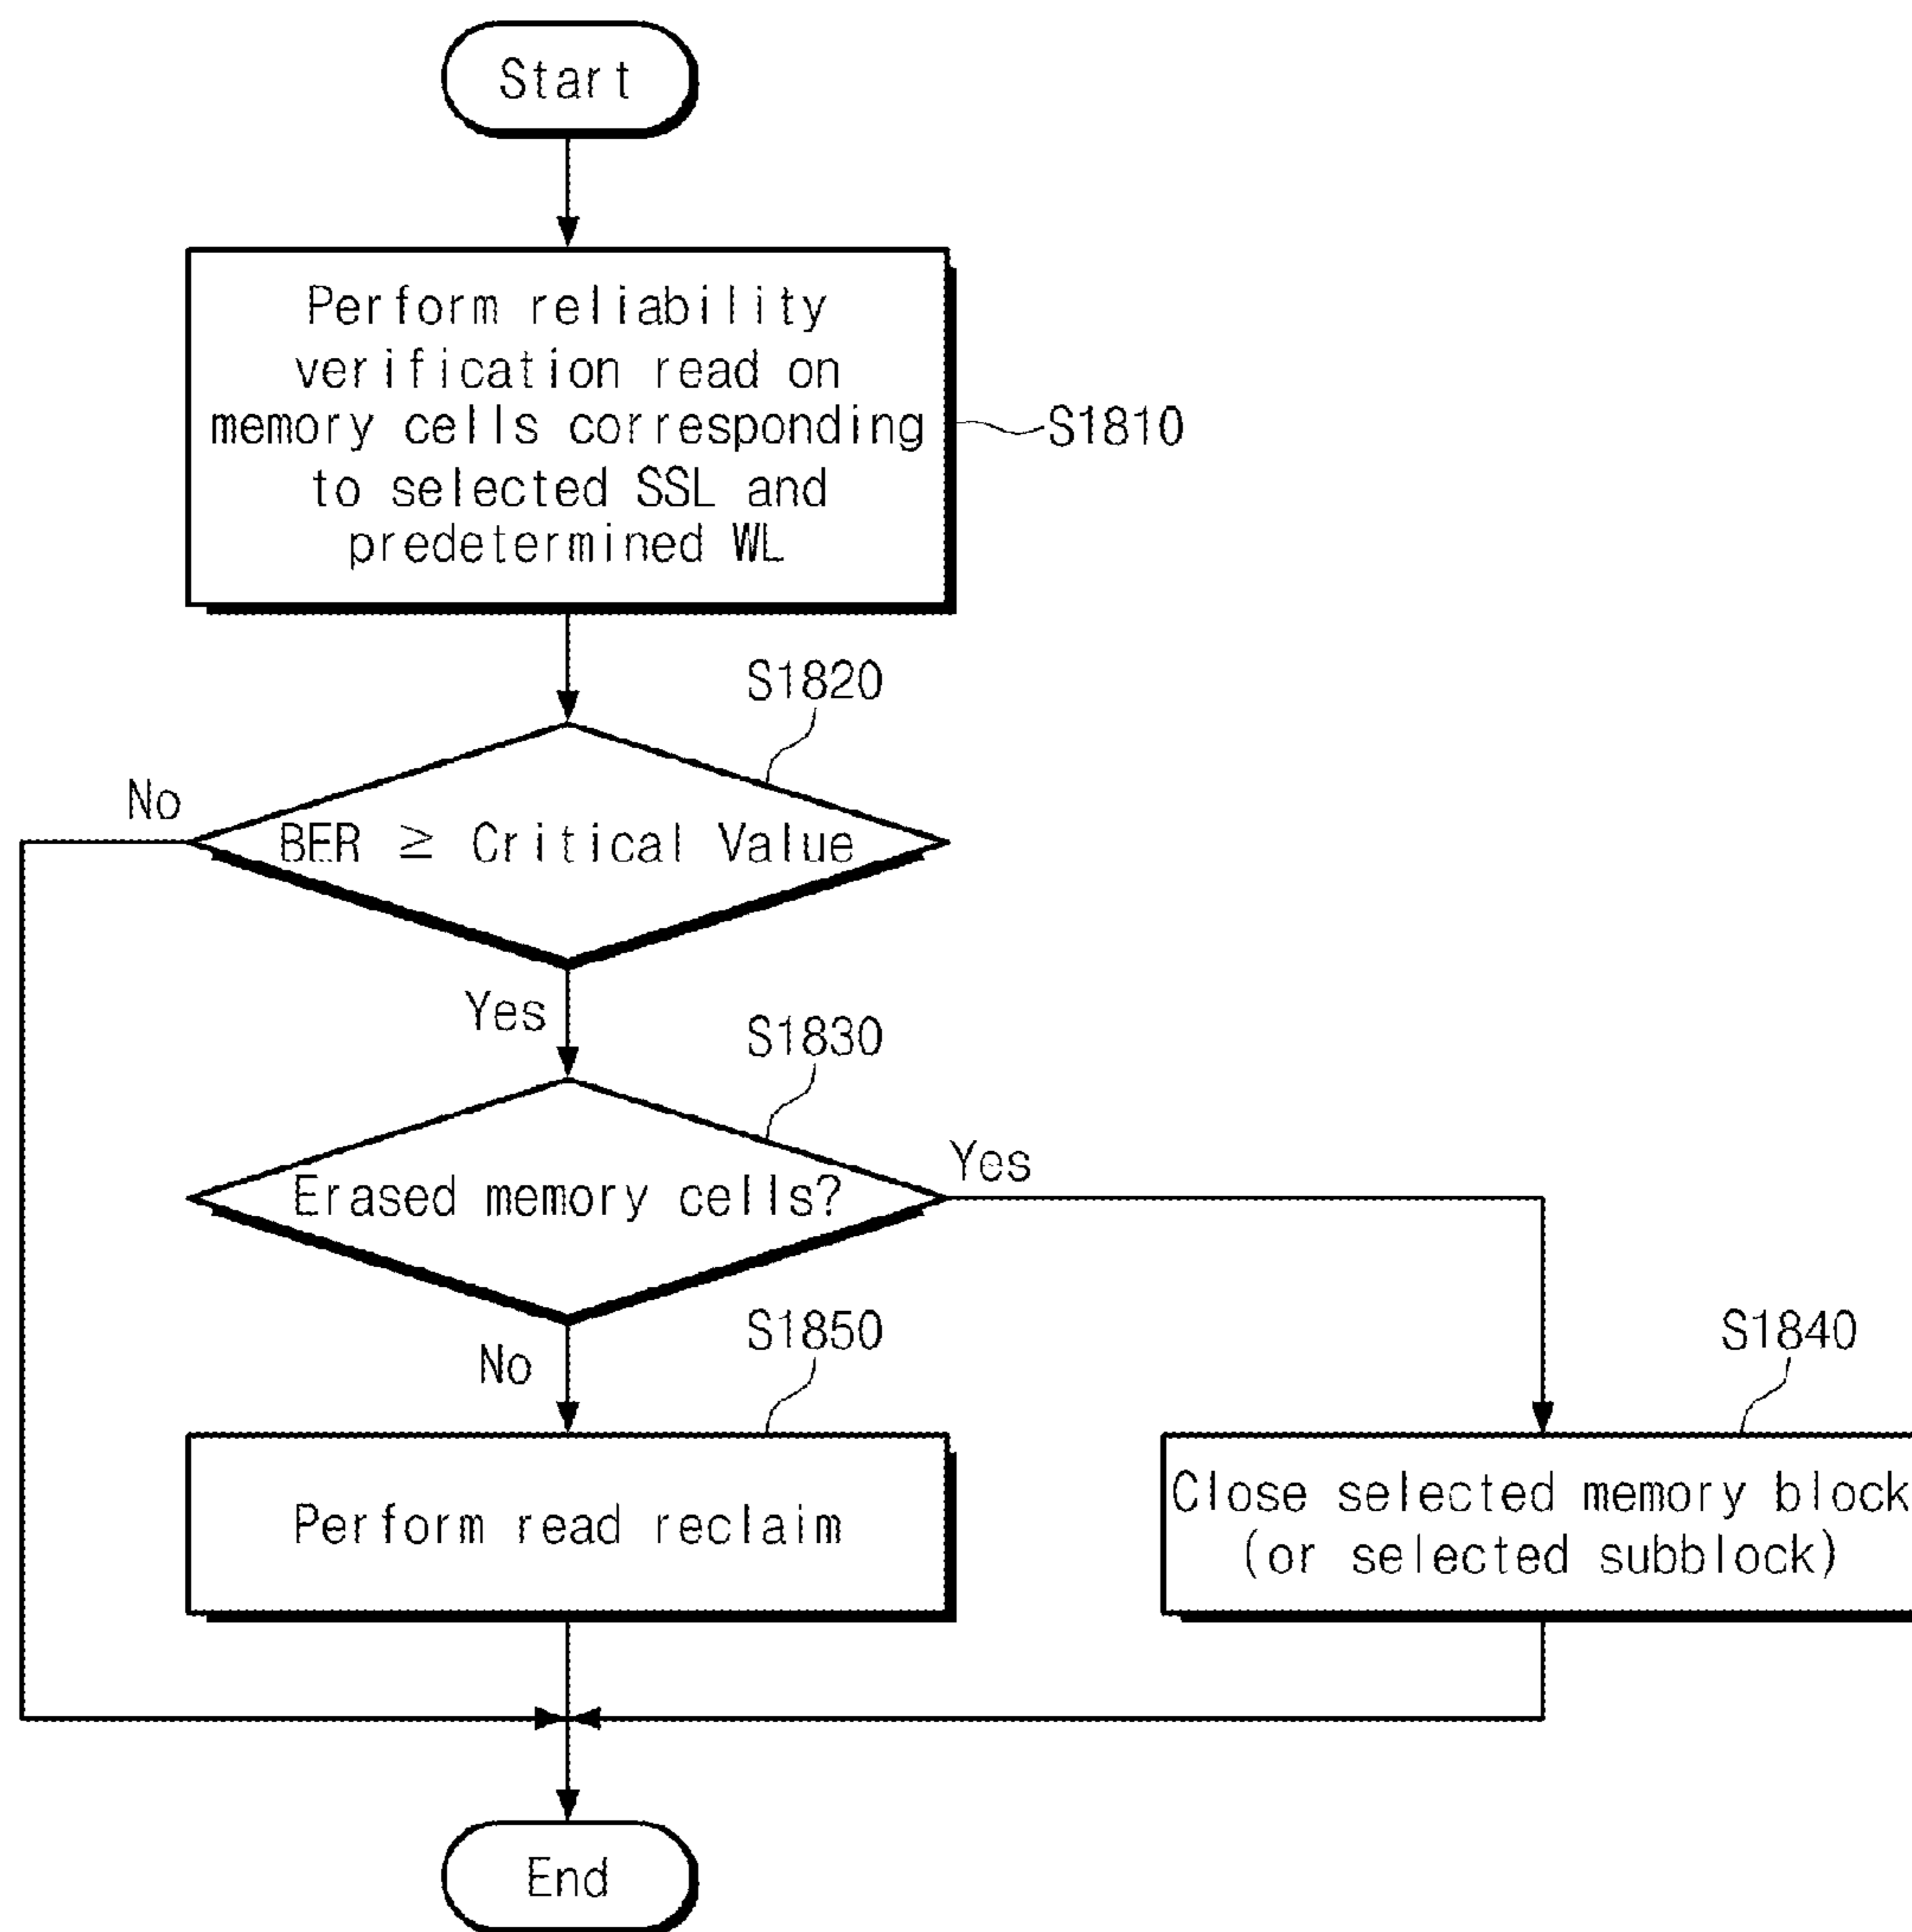 Start
Perform reliability
verification read on
memory cells corresponding
to selected SSL and
predetermined WL
S1810
S1820
No
BER ≥ Critical Value
Yes
S1830
Erased memory cells?
Yes
No
S1850
S1840
Perform read reclaim
Close selected memory block
(or selected subblock)
End